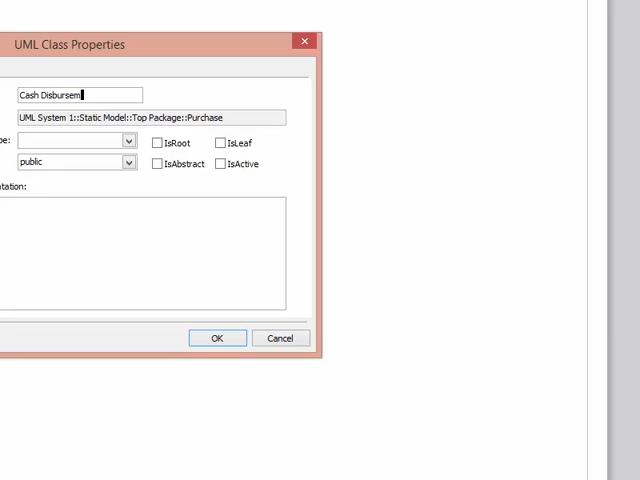 UML Class Properties
Cash Disbursem
UML System 1::Static Model::Top Package::Purchase
pe:
IsRoot
IsLeaf
public
IsAbstract
IsActive
tation:
OK
Cancel